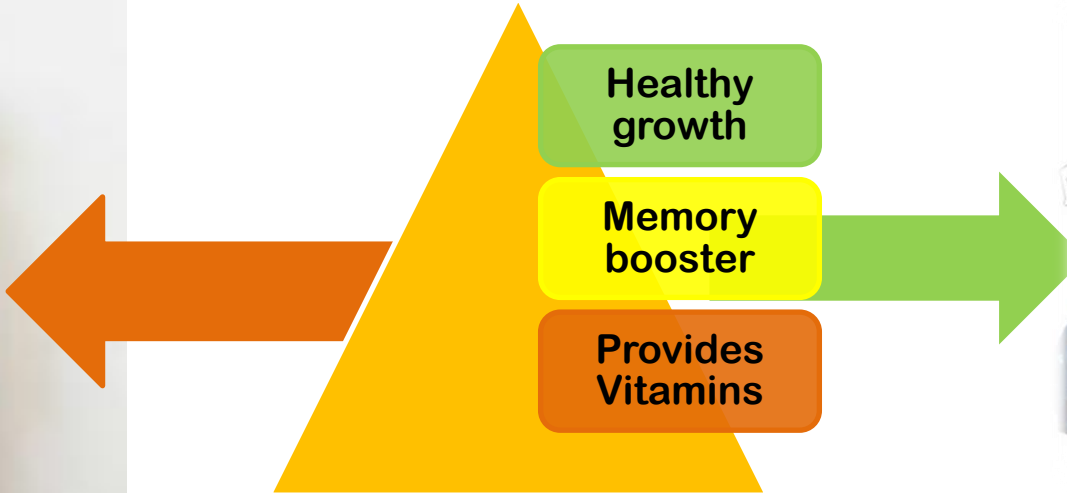 Healthy
growth
Memory
booster
Provides
Vitamins